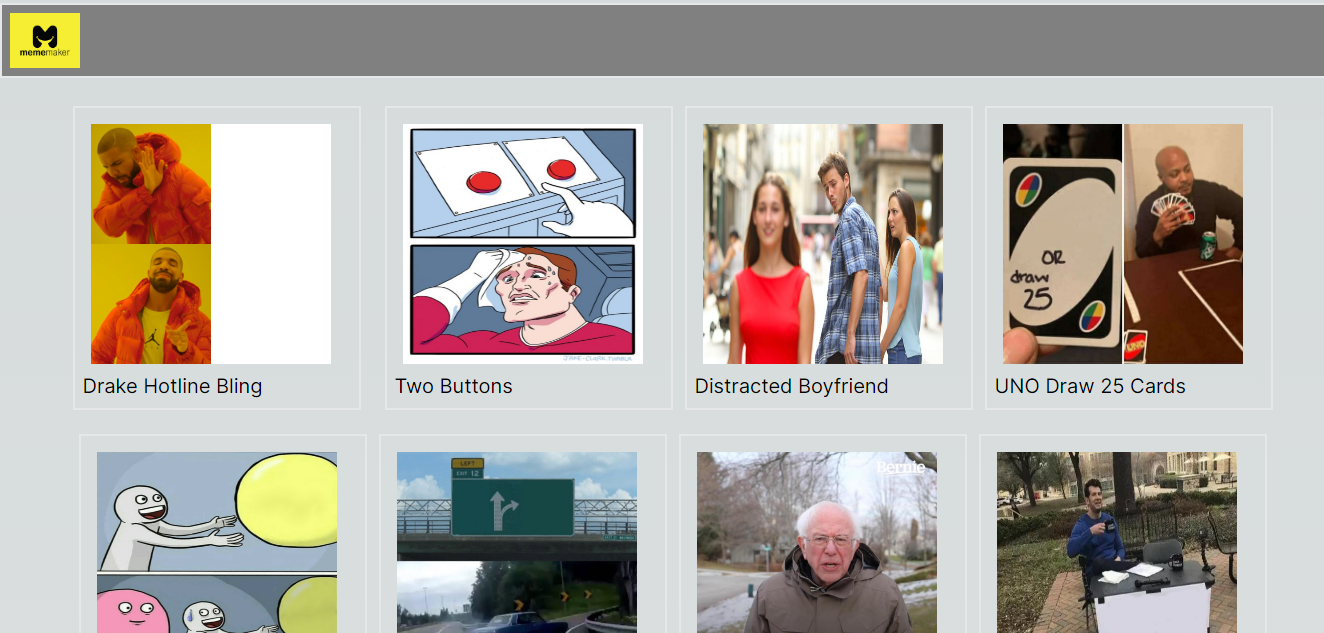 mememaker
Drake Hotline Bling
Two Buttons
Distracted Boyfriend
OR
draw
25
UNO
UNO Draw 25 Cards
LEFT
EXIT 12
Bernie